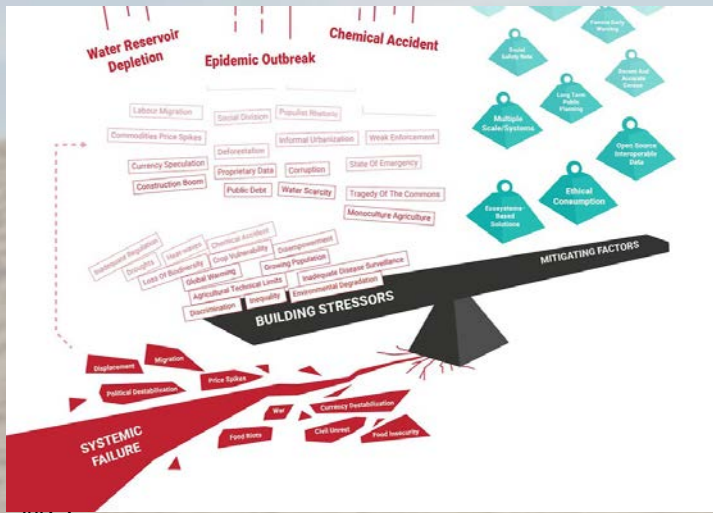 Water Reservoir
Depletion
Epidemic Outbreak
Chemical Accident
Famine Early
Warning
Social
Safety Nets
Secure And
Accurate
Census
Long Term
Public
Planning
Multiple
Scale/Systems
Open Source
Interoperable
Data
Ethical
Consumption
Ecosystems-
Based
Solutions
Labour Migration
Social Division
Populist Rhetoric
Commodities Price Spikes
Informal Urbanization
Weak Enforcement
Deforestation
Currency Speculation
Proprietary Data
Corruption
State Of Emergency
Construction Boom
Public Debt
Water Scarcity
Tragedy Of The Commons
Monoculture Agriculture
Inadequate Regulation
Droughts
Heat waves
Chemical Accident
Disempowerment
Loss Of Biodiversity
Crop Vulnerability
Growing Population
Global Warming
Inadequate Disease Surveillance
Agricultural Technical Limits
Environmental Degradation
Discrimination
Inequality
BUILDING STRESSORS
MITIGATING FACTORS
Displacement
Migration
Political Destabilisation
Price Spikes
War
Currency Destabilization
Food Riots
Civil Unrest
Food Insecurity
SYSTEMIC
FAILURE